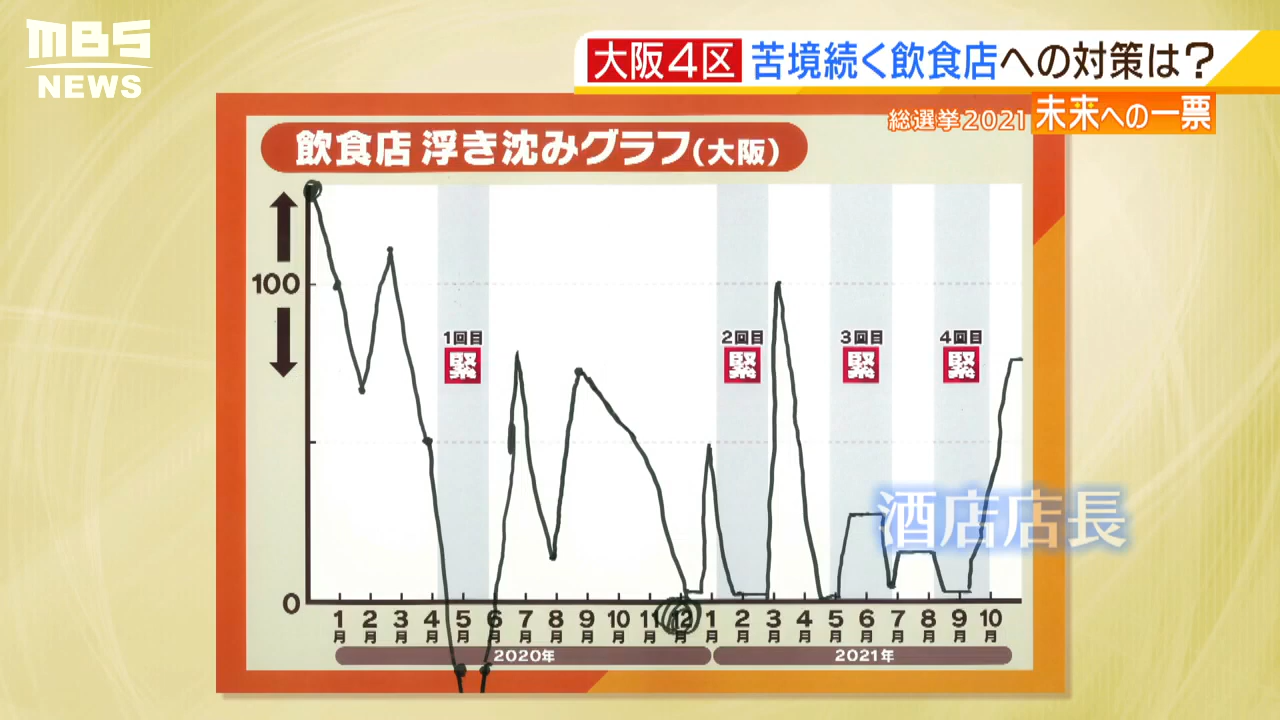 MBS
NEWS
大阪4区 苦境続く飲食店への対策は?
総選挙2021 未来への一票
飲食店 浮き沈みグラフ(大阪)
100
1回目
緊
2回目
緊
3回目
緊
4回目
緊
酒店店長
0
1月 2月 3月 4月 5月 6月 7月 8月 9月 10月 11月 12月 1月 2月 3月 4月 5月 6月 7月 8月 9月 10月
2020年 2021年